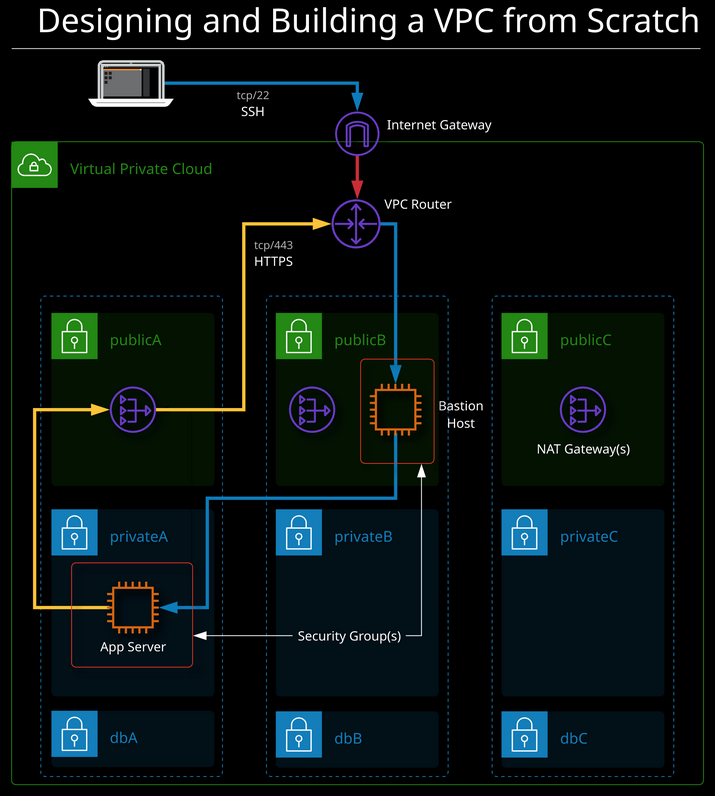 Designing and Building a VPC from Scratch
tcp/22
SSH
Internet Gateway
Virtual Private Cloud
VPC Router
tcp/443
HTTPS
publicA
publicB
publicC
Bastion
Host
NAT Gateway(s)
privateA
privateB
privateC
App Server
Security Group(s)
dbA
dbB
dbC